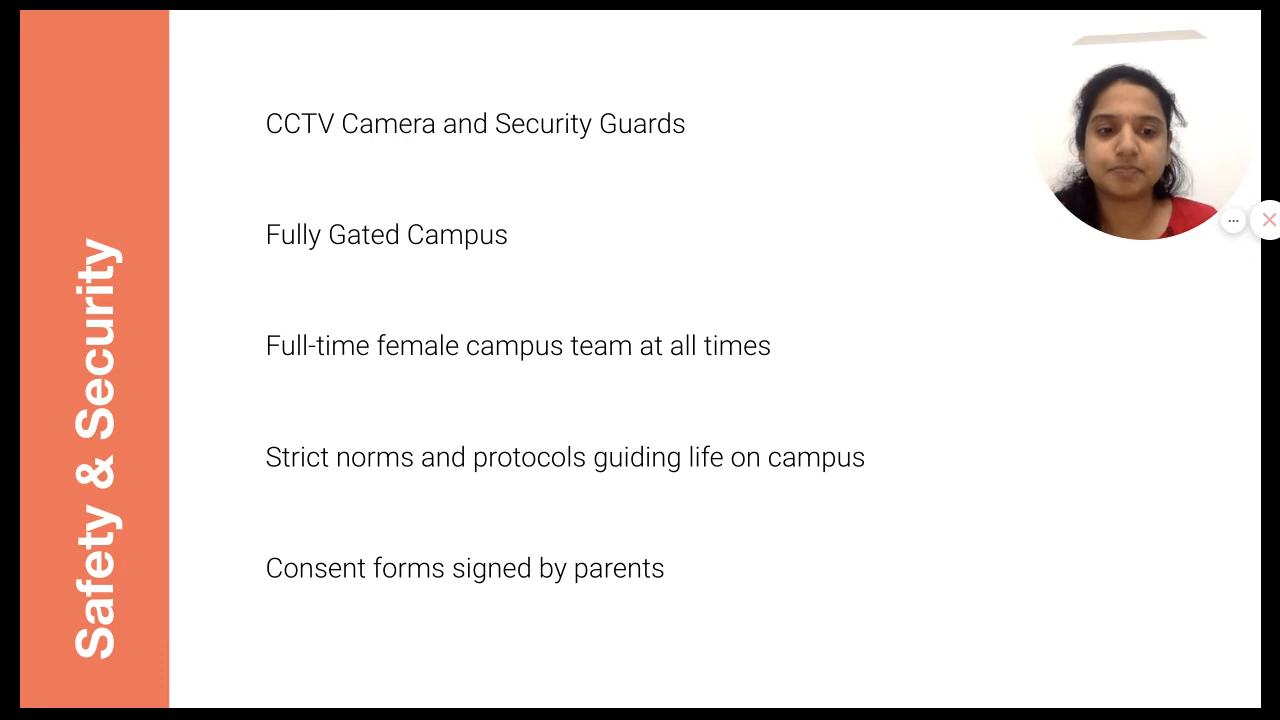 Safety & Security
CCTV Camera and Security Guards
Fully Gated Campus
Full-time female campus team at all times
Strict norms and protocols guiding life on campus
Consent forms signed by parents